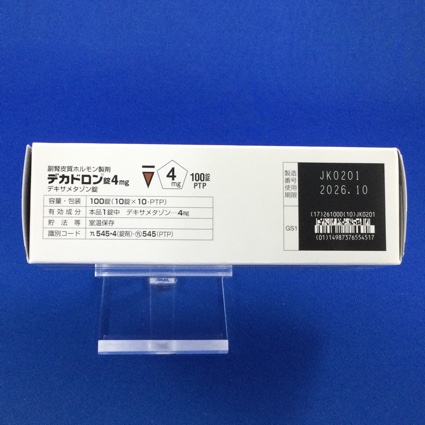 副腎皮質ホルモン製剤
デカドロン錠4mg
デキサメタゾン錠
4mg
100錠
PTP
容量・包装 100錠(10錠×10・PTP)
有効成分 本品1錠中 デキサメタゾン…4mg
貯法等 室温保存
識別コード 545-4(錠剤)・545(PTP)
製造番号 JK0201
使用期限 2026.10
GS1
(17)261000(10)JK0201
(01)14987376554517